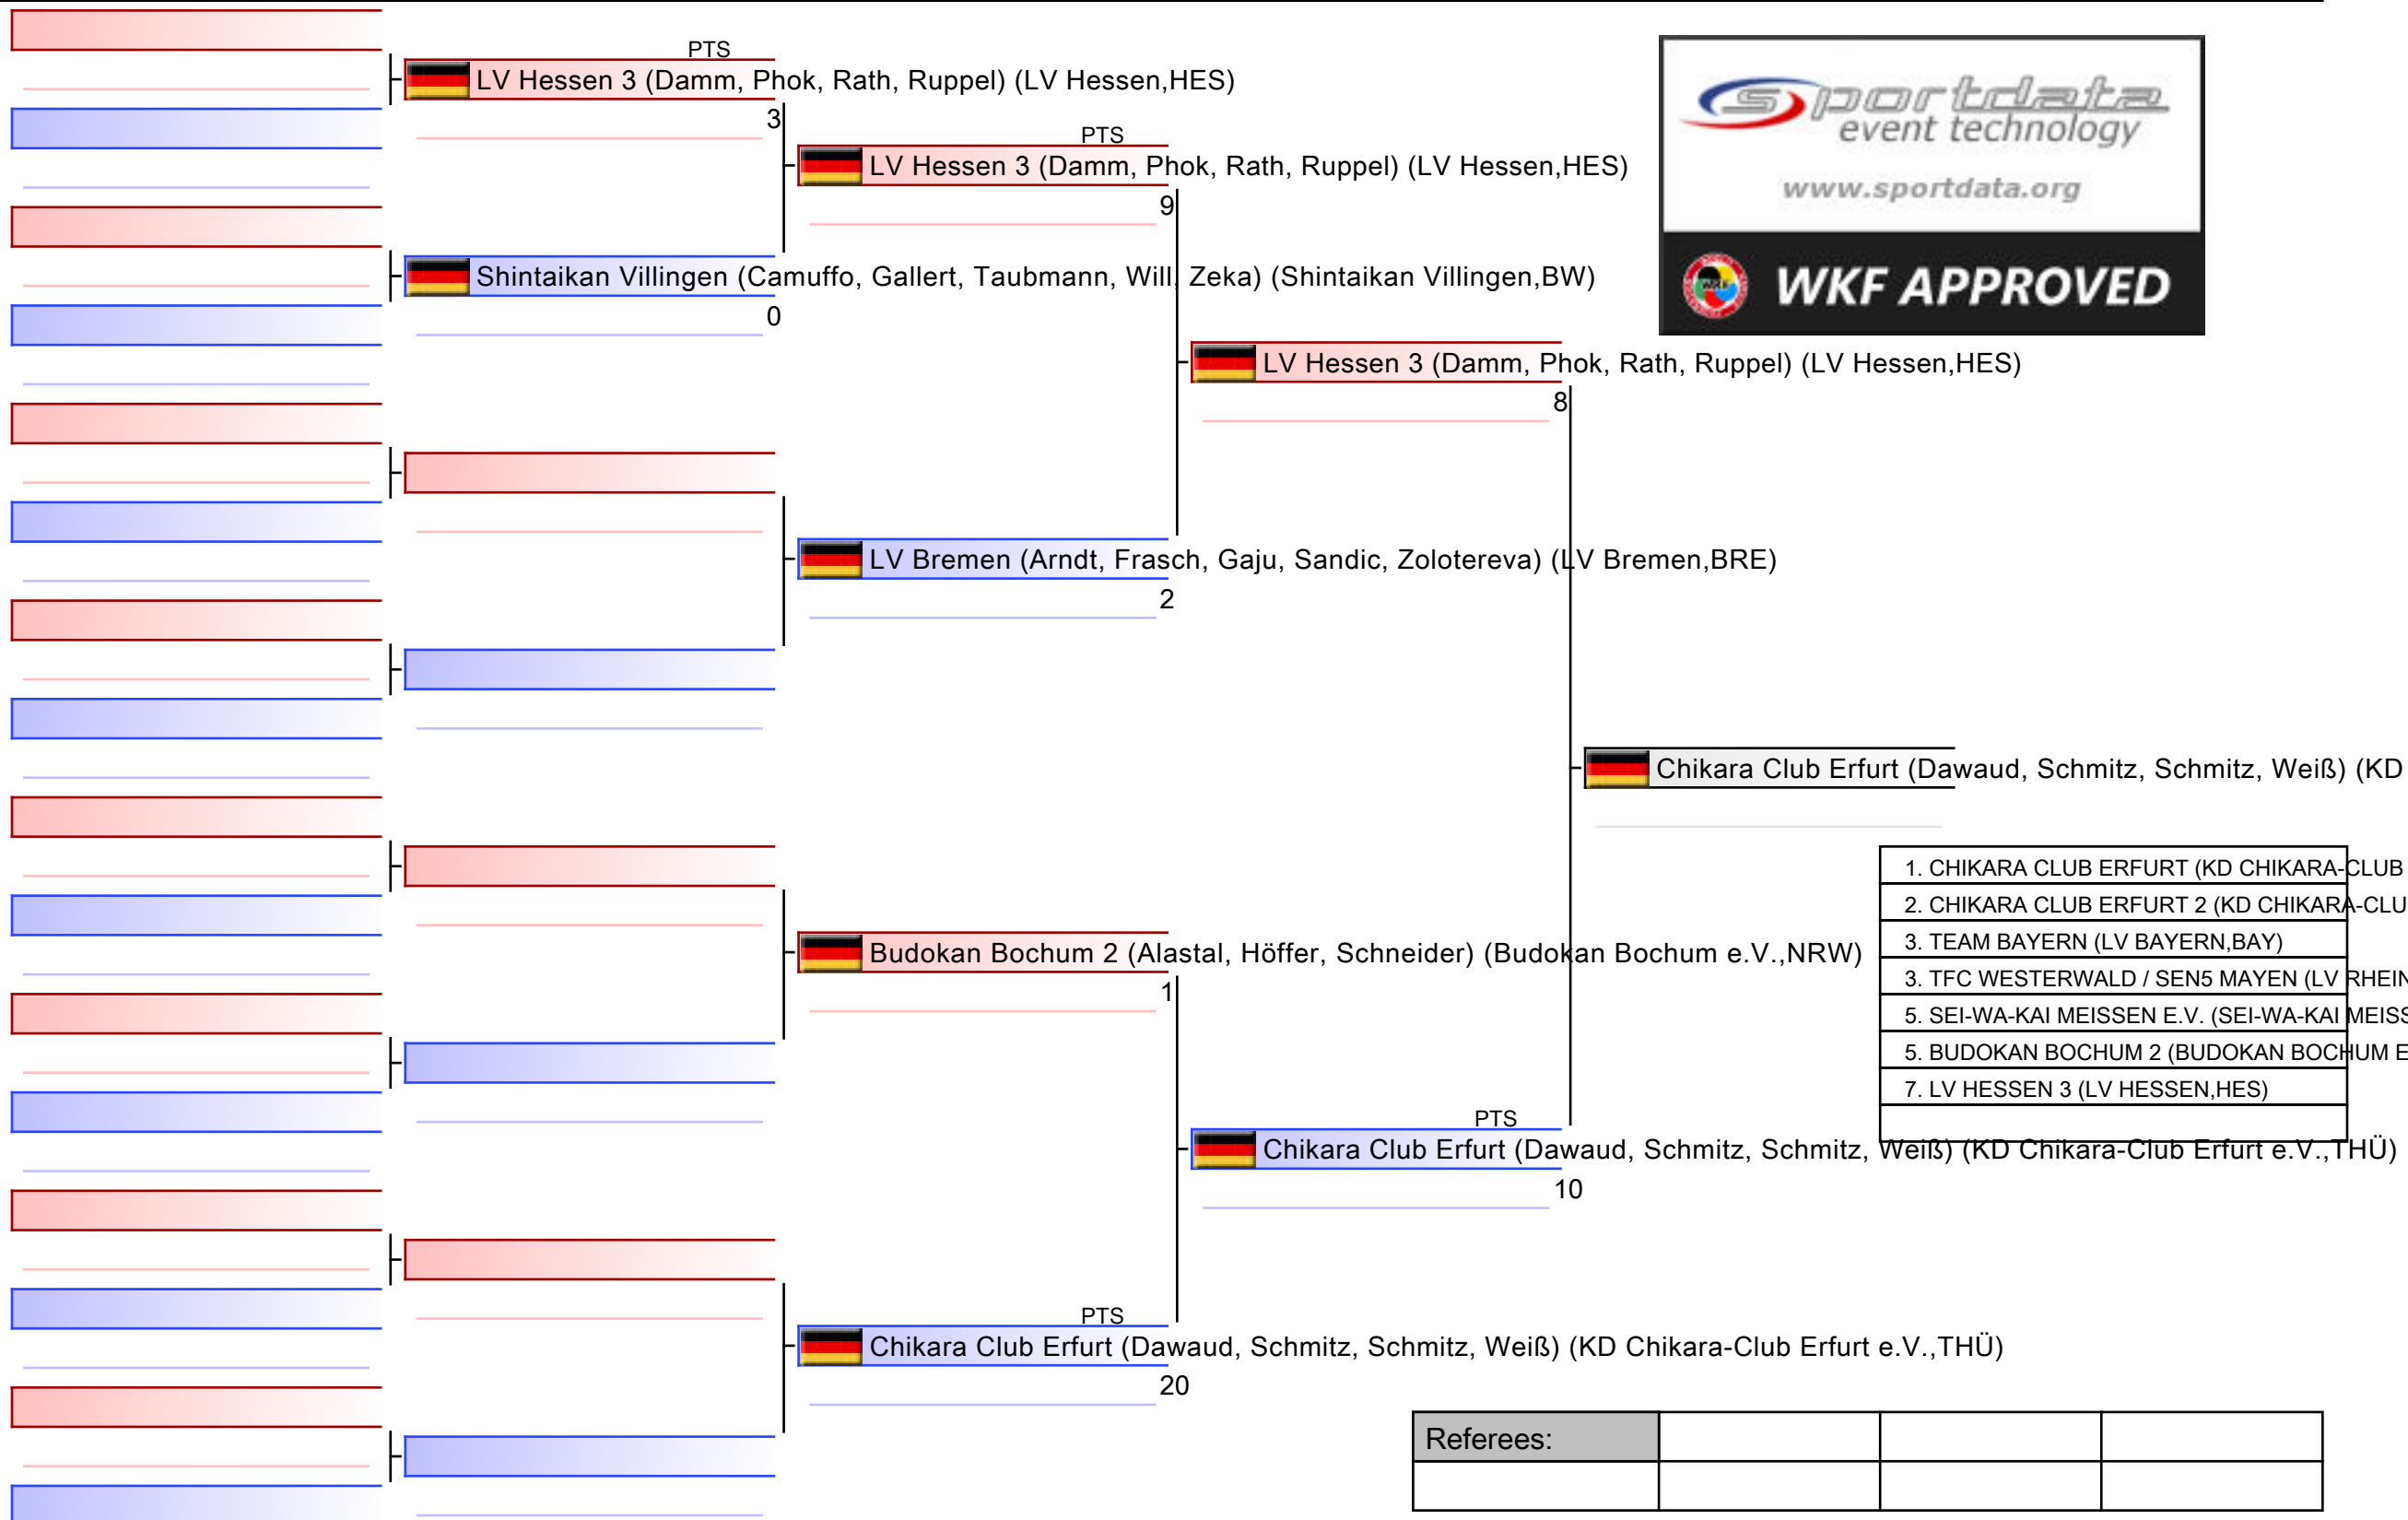 PTS
LV Hessen 3 (Damm, Phok, Rath, Ruppel) (LV Hessen,HES)
3
PTS
LV Hessen 3 (Damm, Phok, Rath, Ruppel) (LV Hessen,HES)
9
Shintaikan Villingen (Camuffo, Gallert, Taubmann, Will, Zeka) (Shintaikan Villingen,BW)
0
sportdata
event technology
www.sportdata.org
WKF
WKF APPROVED
LV Hessen 3 (Damm, Phok, Rath, Ruppel) (LV Hessen,HES)
8
LV Bremen (Arndt, Frasch, Gaju, Sandic, Zolotereva) (LV Bremen,BRE)
2
Chikara Club Erfurt (Dawaud, Schmitz, Schmitz, Weiß) (KD
1. CHIKARA CLUB ERFURT (KD CHIKARA-CLUB
2. CHIKARA CLUB ERFURT 2 (KD CHIKARA-CLU
3. TEAM BAYERN (LV BAYERN,BAY)
3. TFC WESTERWALD / SEN5 MAYEN (LV RHEIN
5. SEI-WA-KAI MEISSEN E.V. (SEI-WA-KAI MEISS
5. BUDOKAN BOCHUM 2 (BUDOKAN BOCHUM E
7. LV HESSEN 3 (LV HESSEN,HES)
Budokan Bochum 2 (Alastal, Höffer, Schneider) (Budokan Bochum e.V.,NRW)
1
PTS
Chikara Club Erfurt (Dawaud, Schmitz, Schmitz, Weiß) (KD Chikara-Club Erfurt e.V.,THÜ)
10
PTS
Chikara Club Erfurt (Dawaud, Schmitz, Schmitz, Weiß) (KD Chikara-Club Erfurt e.V.,THÜ)
20
Referees: